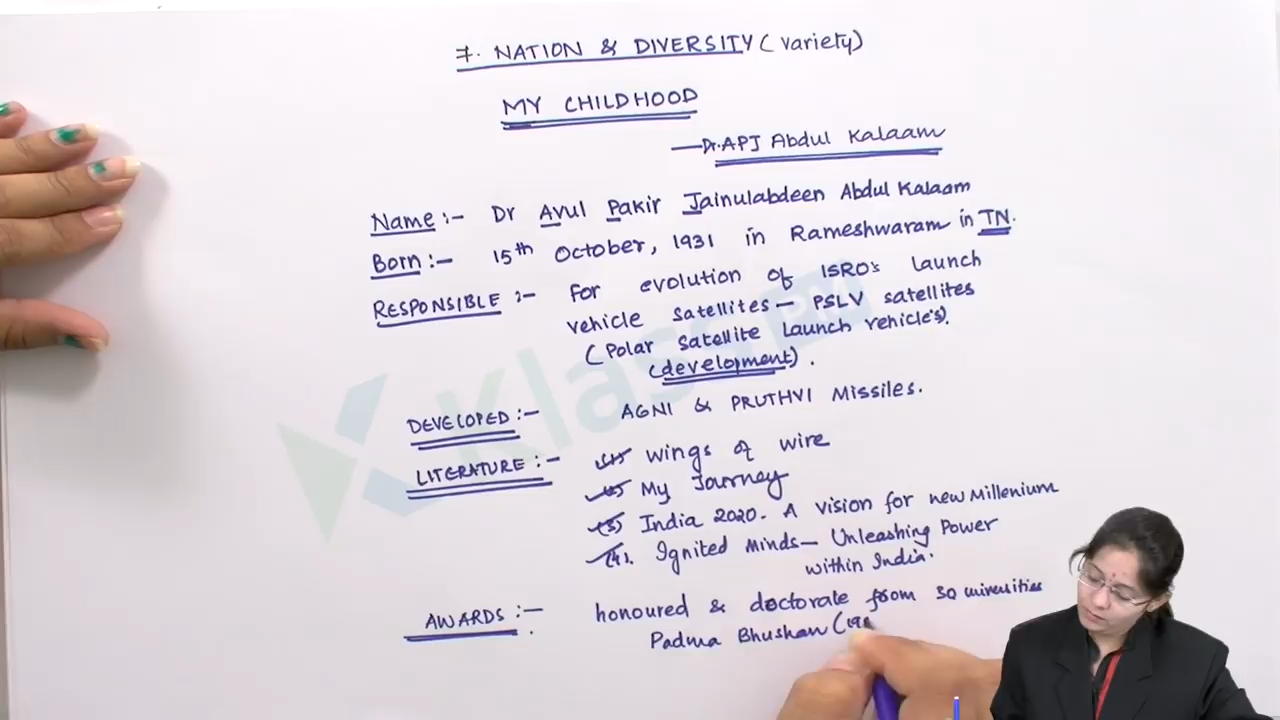 7. NATION & DIVERSITY (variety)
MY CHILDHOOD
— Dr. APJ Abdul Kalaam
Name :- Dr Avul Pakir Jainulabdeen Abdul Kalaam
Born :- 15th October, 1931 in Rameshwaram in TN.
RESPONSIBLE :- for evolution of ISRO's launch
vehicle satellites — PSLV satellites
(Polar satellite Launch vehicle's).
(development).
DEVELOPED :- AGNI & PRUTHVI Missiles.
LITERATURE :- (1) wings of wire
(2) My Journey
(3) India 2020. A vision for new Millenium
(4). Ignited Minds — Unleashing Power
within India.
AWARDS :- honoured & doctorate from 30 universities
Padma Bhushan (198
Klass PM